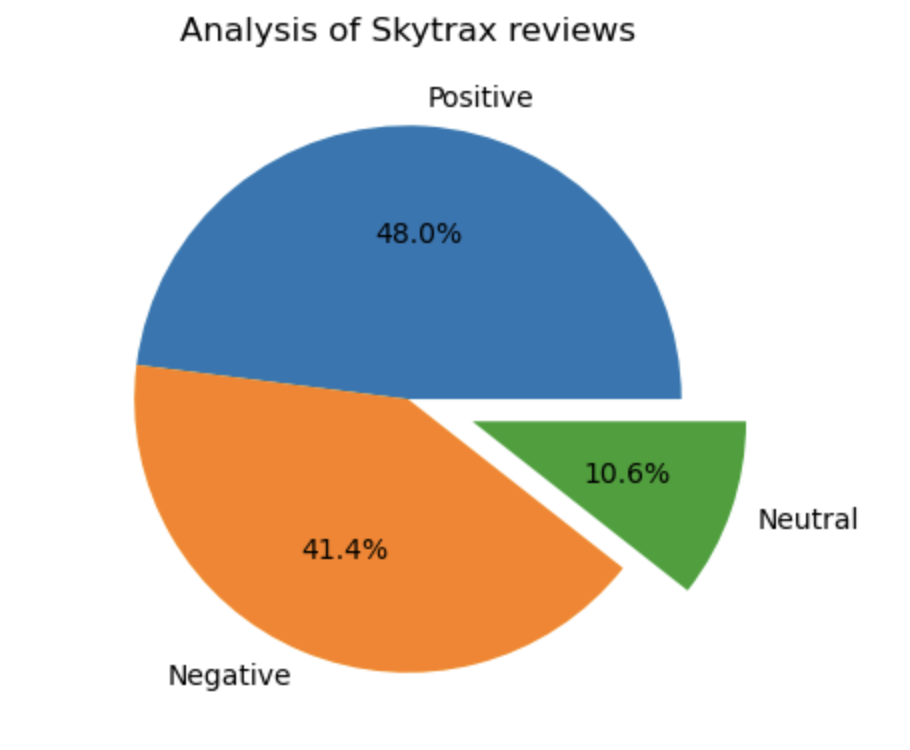 Analysis of Skytrax reviews
Positive
48.0%
10.6%
Neutral
41.4%
Negative